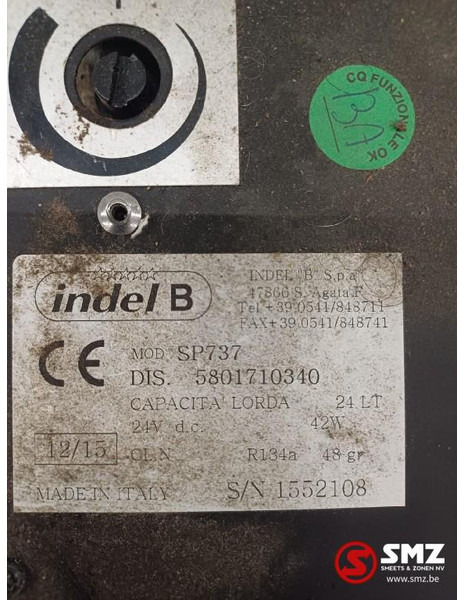 CQ FUNZIONALE OK
BA
indel B
INDEL "B" S.p.a
47866 S. Agata F.
Tel +39.0541/848711
FAX+39.0541/848741
CE
MOD SP737
DIS. 5801710340
CAPACITA' LORDA 24 LT
24V d.c. 42W
12/15 CL.N R134a 48 gr
MADE IN ITALY S/N 1552108
SMZ
SMEETS & ZONEN NV
www.smz.be